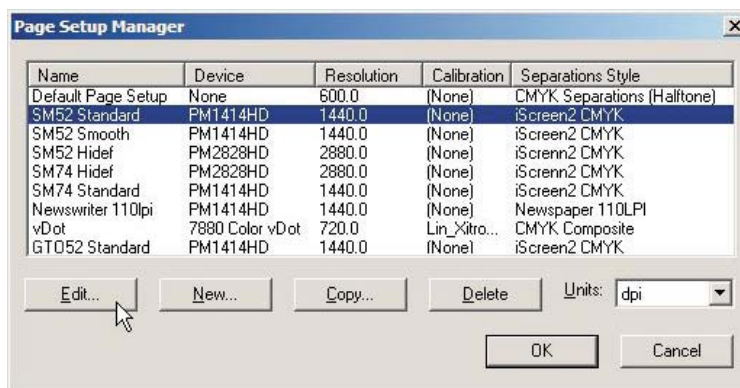 Page Setup Manager
Name Device Resolution Calibration Separations Style
Default Page Setup None 600.0 (None) CMYK Separations (Halftone)
SM52 Standard PM1414HD 1440.0 (None) iScreen2 CMYK
SM52 Smooth PM1414HD 1440.0 (None) iScreen2 CMYK
SM52 Hidef PM2828HD 2880.0 (None) iScrenn2 CMYK
SM74 Hidef PM2828HD 2880.0 (None) iScrenn2 CMYK
SM74 Standard PM1414HD 1440.0 (None) iScreen2 CMYK
Newswriter 110lpi PM1414HD 1440.0 (None) Newspaper 110LPI
vDot 7880 Color vDot 720.0 Lin_Xitro... CMYK Composite
GTO52 Standard PM1414HD 1440.0 (None) iScreen2 CMYK
Edit... New... Copy... Delete Units: dpi
OK Cancel